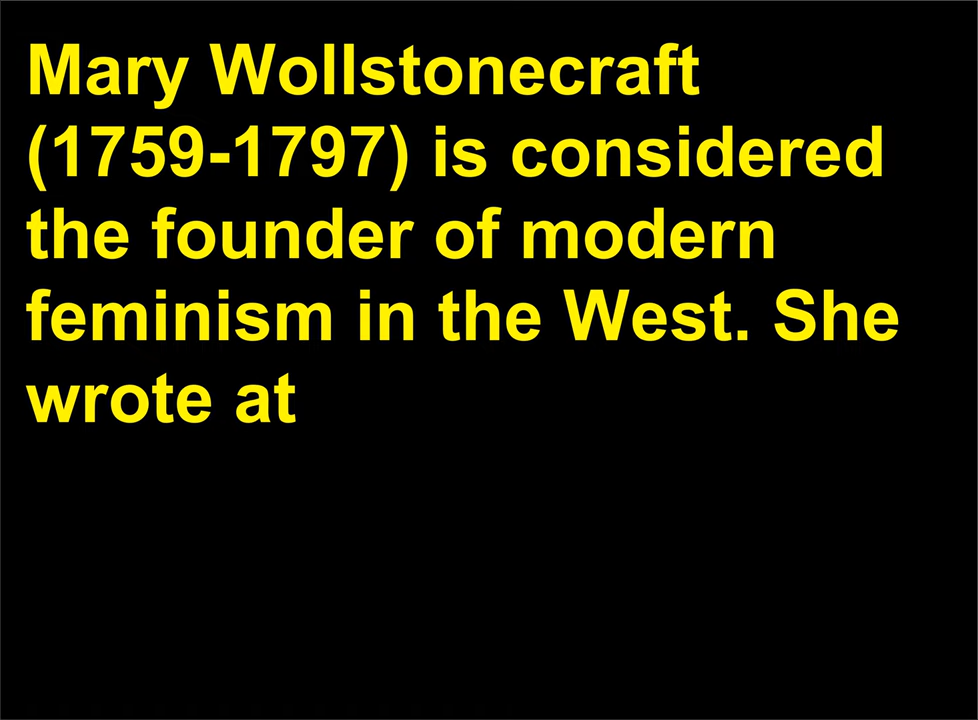 Mary Wollstonecraft
(1759-1797) is considered
the founder of modern
feminism in the West. She
wrote at